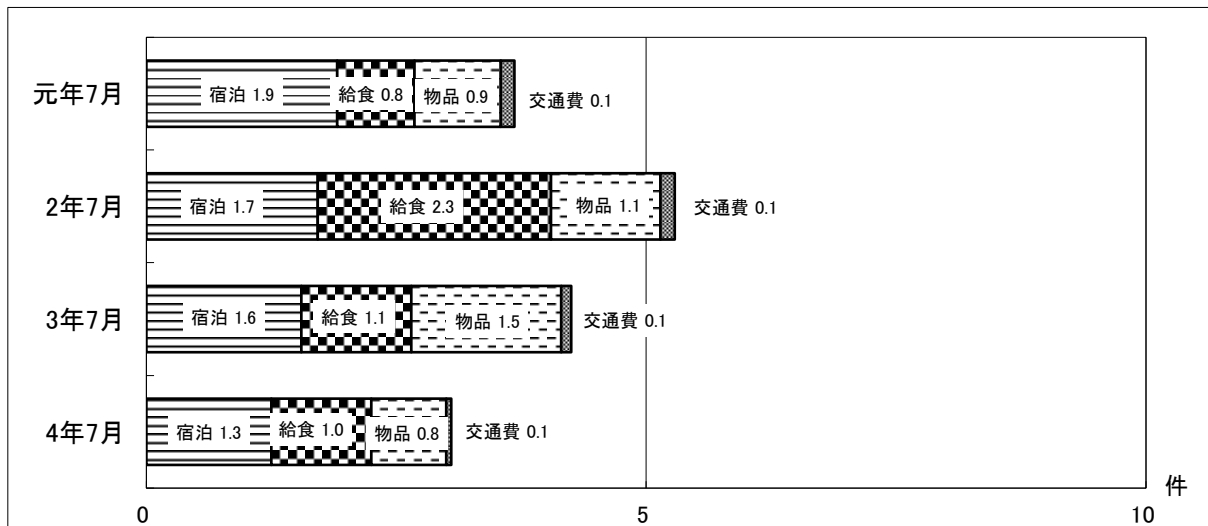 元年7月 宿泊 1.9 給食 0.8 物品 0.9 交通費 0.1
2年7月 宿泊 1.7 給食 2.3 物品 1.1 交通費 0.1
3年7月 宿泊 1.6 給食 1.1 物品 1.5 交通費 0.1
4年7月 宿泊 1.3 給食 1.0 物品 0.8 交通費 0.1
件
0 5 10